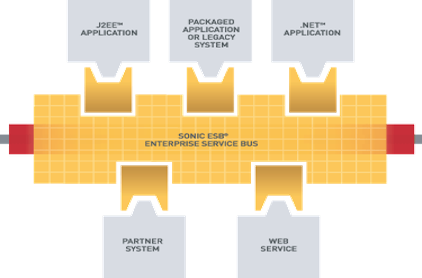 J2EE™
APPLICATION
PACKAGED
APPLICATION
OR LEGACY
SYSTEM
.NET™
APPLICATION
SONIC ESB®
ENTERPRISE SERVICE BUS
PARTNER
SYSTEM
WEB
SERVICE